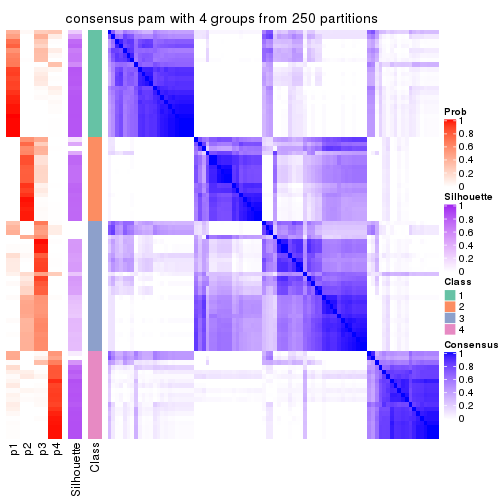 consensus pam with 4 groups from 250 partitions
Prob
1
0.8
0.6
0.4
0.2
0
Silhouette
1
0.8
0.6
0.4
0.2
0
Class
1
2
3
4
Consensus
1
0.8
0.6
0.4
0.2
0
p1
p2
p3
p4
Silhouette
Class